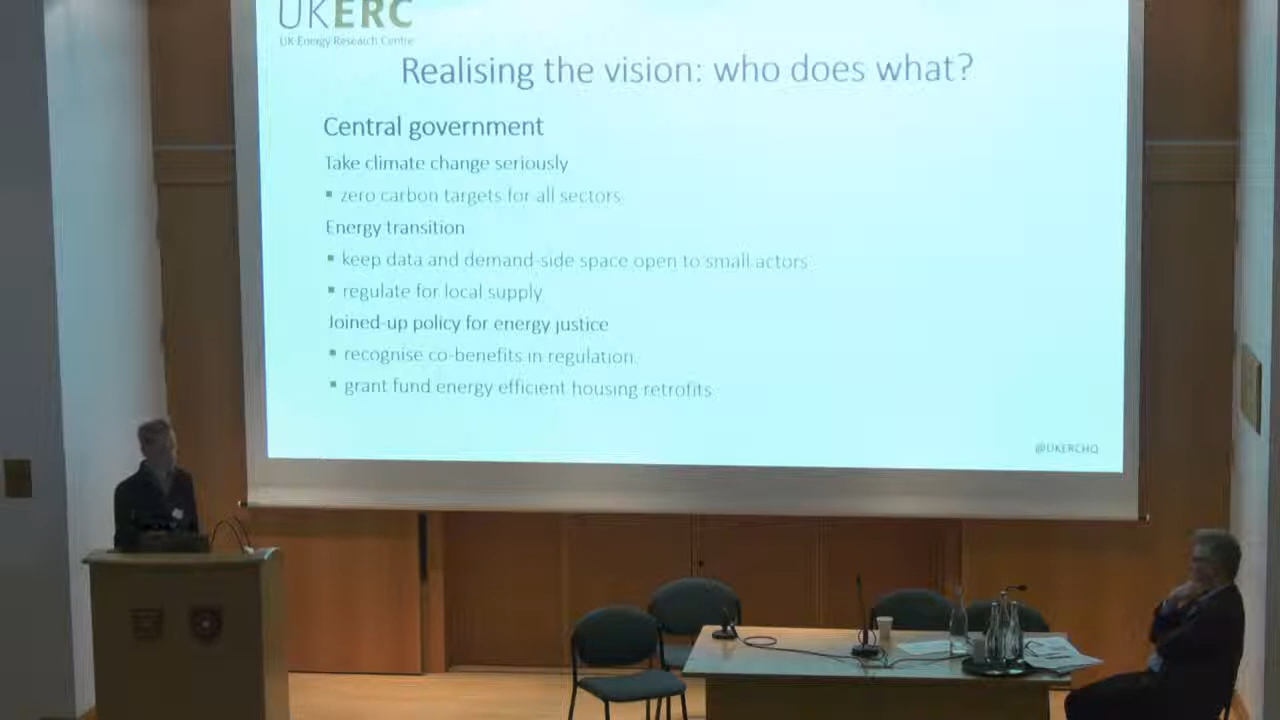 UKERC
UK Energy Research Centre
Realising the vision: who does what?
Central government
Take climate change seriously
▪ zero carbon targets for all sectors
Energy transition
▪ keep data and demand-side space open to small actors
▪ regulate for local supply
Joined-up policy for energy justice
▪ recognise co-benefits in regulation
▪ grant fund energy efficient housing retrofits
@UKERCHQ